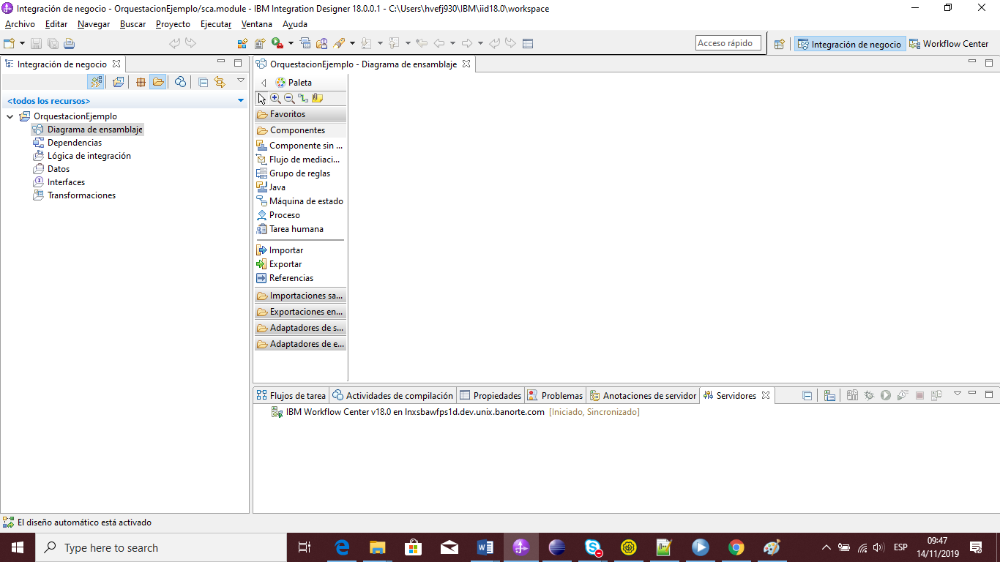 Integración de negocio - OrquestacionEjemplo/sca.module - IBM Integration Designer 18.0.0.1 - C:\Users\hvefj930\IBM\iid18.0\workspace
Archivo Editar Navegar Buscar Proyecto Ejecutar Ventana Ayuda
Acceso rápido Integración de negocio Workflow Center
Integración de negocio
<todos los recursos>
OrquestacionEjemplo
Diagrama de ensamblaje
Dependencias
Lógica de integración
Datos
Interfaces
Transformaciones
OrquestacionEjemplo - Diagrama de ensamblaje
Paleta
Favoritos
Componentes
Componente sin ...
Flujo de mediaci...
Grupo de reglas
Java
Máquina de estado
Proceso
Tarea humana
Importar
Exportar
Referencias
Importaciones sa...
Exportaciones en...
Adaptadores de s...
Adaptadores de e...
Flujos de tarea Actividades de compilación Propiedades Problemas Anotaciones de servidor Servidores
IBM Workflow Center v18.0 en lnxsbawfps1d.dev.unix.banorte.com [Iniciado, Sincronizado]
El diseño automático está activado
Type here to search
ESP
09:47
14/11/2019